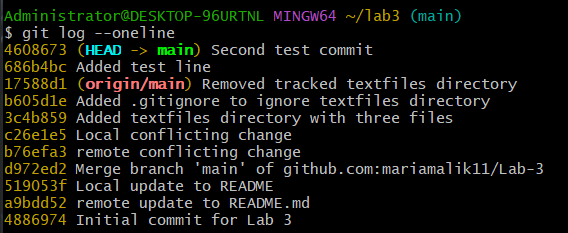 Administrator@DESKTOP-96URTNL MINGW64 ~/lab3 (main)
$ git log --oneline
4608673 (HEAD -> main) Second test commit
686b4bc Added test line
17588d1 (origin/main) Removed tracked textfiles directory
b605d1e Added .gitignore to ignore textfiles directory
3c4b859 Added textfiles directory with three files
c26e1e5 Local conflicting change
b76efa3 remote conflicting change
d972ed2 Merge branch 'main' of github.com:mariamalik11/Lab-3
519053f Local update to README
a9bdd52 remote update to README.md
4886974 Initial commit for Lab 3